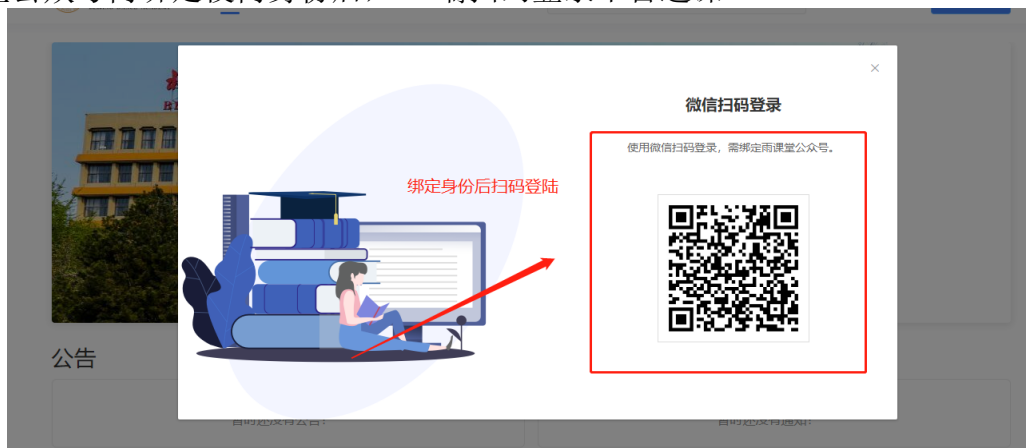 微信扫码登录
使用微信扫码登录，需绑定雨课堂公众号。
绑定身份后扫码登陆
公告
暂时还没有公告!
暂时还没有通知!